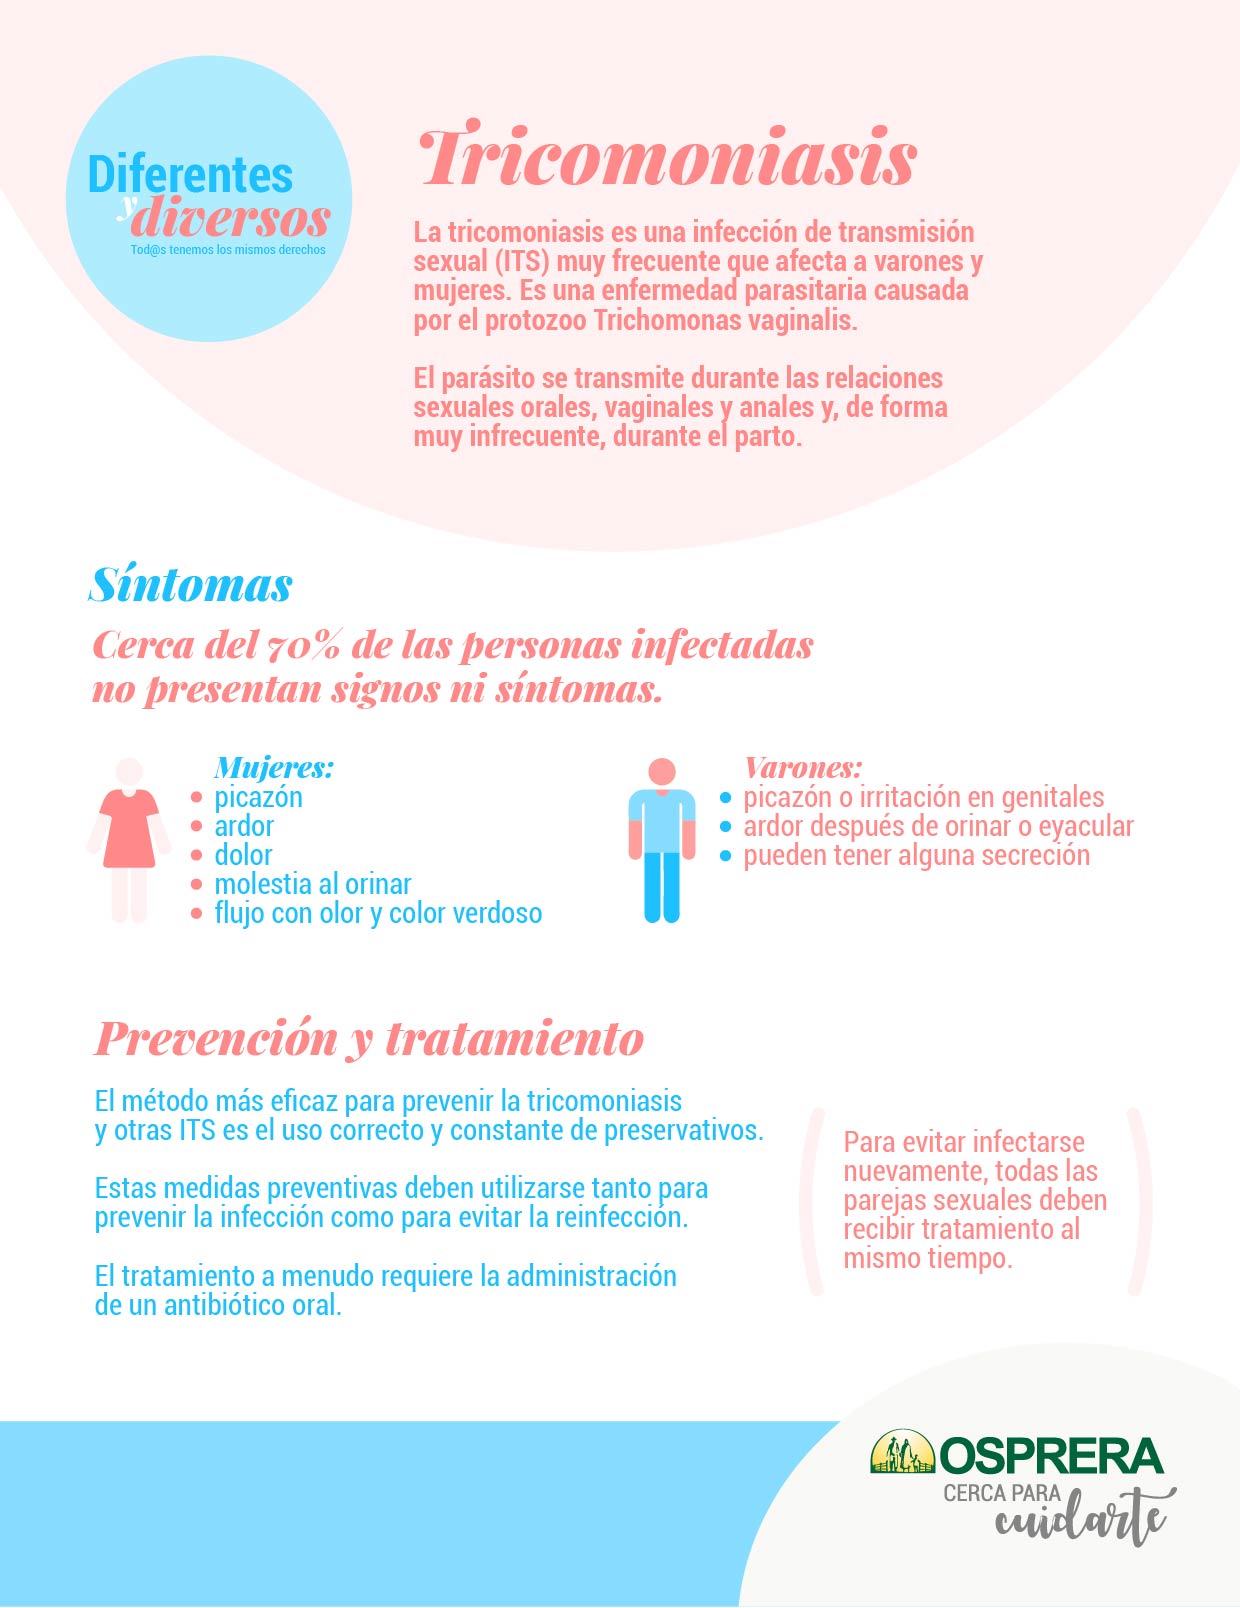 Diferentes
y diversos
Tod@s tenemos los mismos derechos
Tricomoniasis
La tricomoniasis es una infección de transmisión
sexual (ITS) muy frecuente que afecta a varones y
mujeres. Es una enfermedad parasitaria causada
por el protozoo Trichomonas vaginalis.
El parásito se transmite durante las relaciones
sexuales orales, vaginales y anales y, de forma
muy infrecuente, durante el parto.
Síntomas
Cerca del 70% de las personas infectadas
no presentan signos ni síntomas.
Mujeres:
• picazón
• ardor
• dolor
• molestia al orinar
• flujo con olor y color verdoso
Varones:
• picazón o irritación en genitales
• ardor después de orinar o eyacular
• pueden tener alguna secreción
Prevención y tratamiento
El método más eficaz para prevenir la tricomoniasis
y otras ITS es el uso correcto y constante de preservativos.
Estas medidas preventivas deben utilizarse tanto para
prevenir la infección como para evitar la reinfección.
El tratamiento a menudo requiere la administración
de un antibiótico oral.
Para evitar infectarse
nuevamente, todas las
parejas sexuales deben
recibir tratamiento al
mismo tiempo.
OSPRERA
CERCA PARA
cuidarte